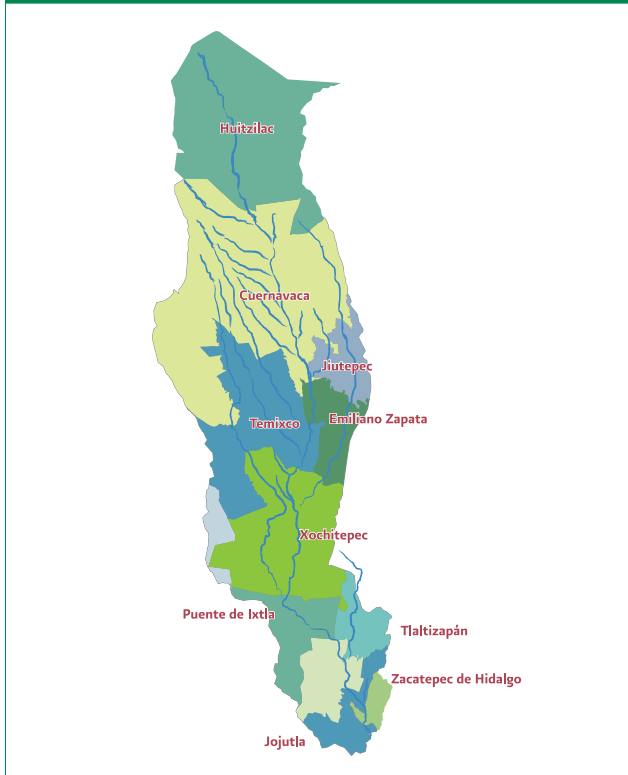 Huitzilac
Cuernavaca
Jiutepec
Emiliano Zapata
Temixco
Xochitepec
Puente de Ixtla
Tlaltizapán
Zacatepec de Hidalgo
Jojutla